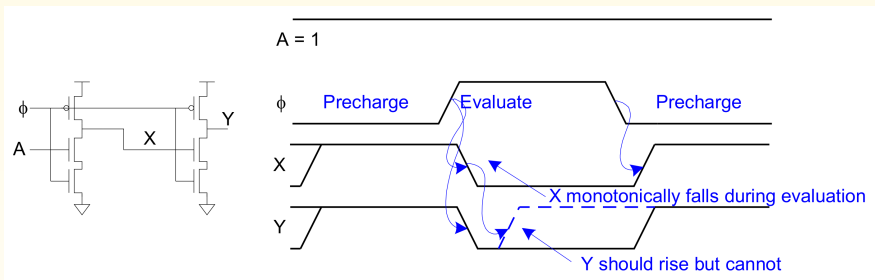 A = 1
ϕ Precharge Evaluate Precharge
ϕ
Y
A
X
X
X monotonically falls during evaluation
Y
Y should rise but cannot